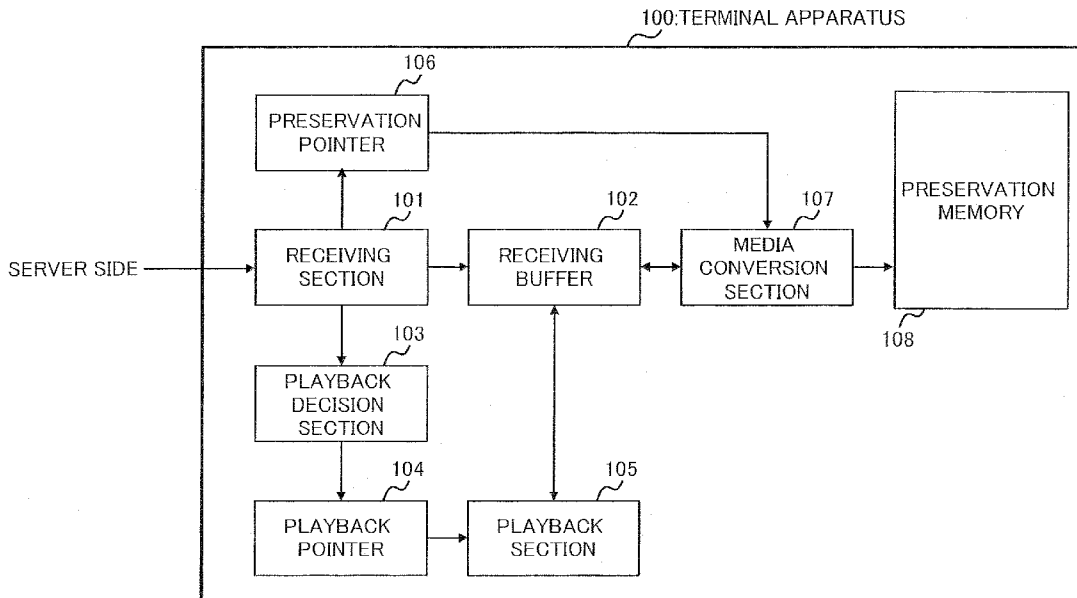 100:TERMINAL APPARATUS
106
PRESERVATION
POINTER
PRESERVATION
MEMORY
108
101
RECEIVING
SECTION
102
RECEIVING
BUFFER
107
MEDIA
CONVERSION
SECTION
SERVER SIDE
103
PLAYBACK
DECISION
SECTION
104
PLAYBACK
POINTER
105
PLAYBACK
SECTION